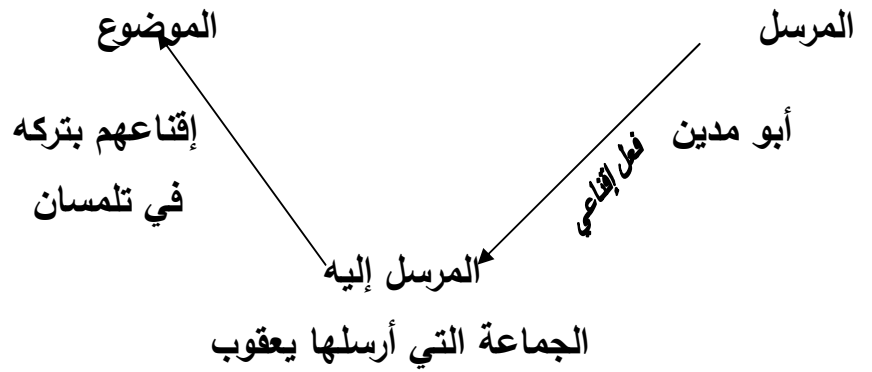 المرسل
الموضوع
أبو مدين
فعل إقناعي
إقناعهم بتركه
في تلمسان
المرسل إليه
الجماعة التي أرسلها يعقوب